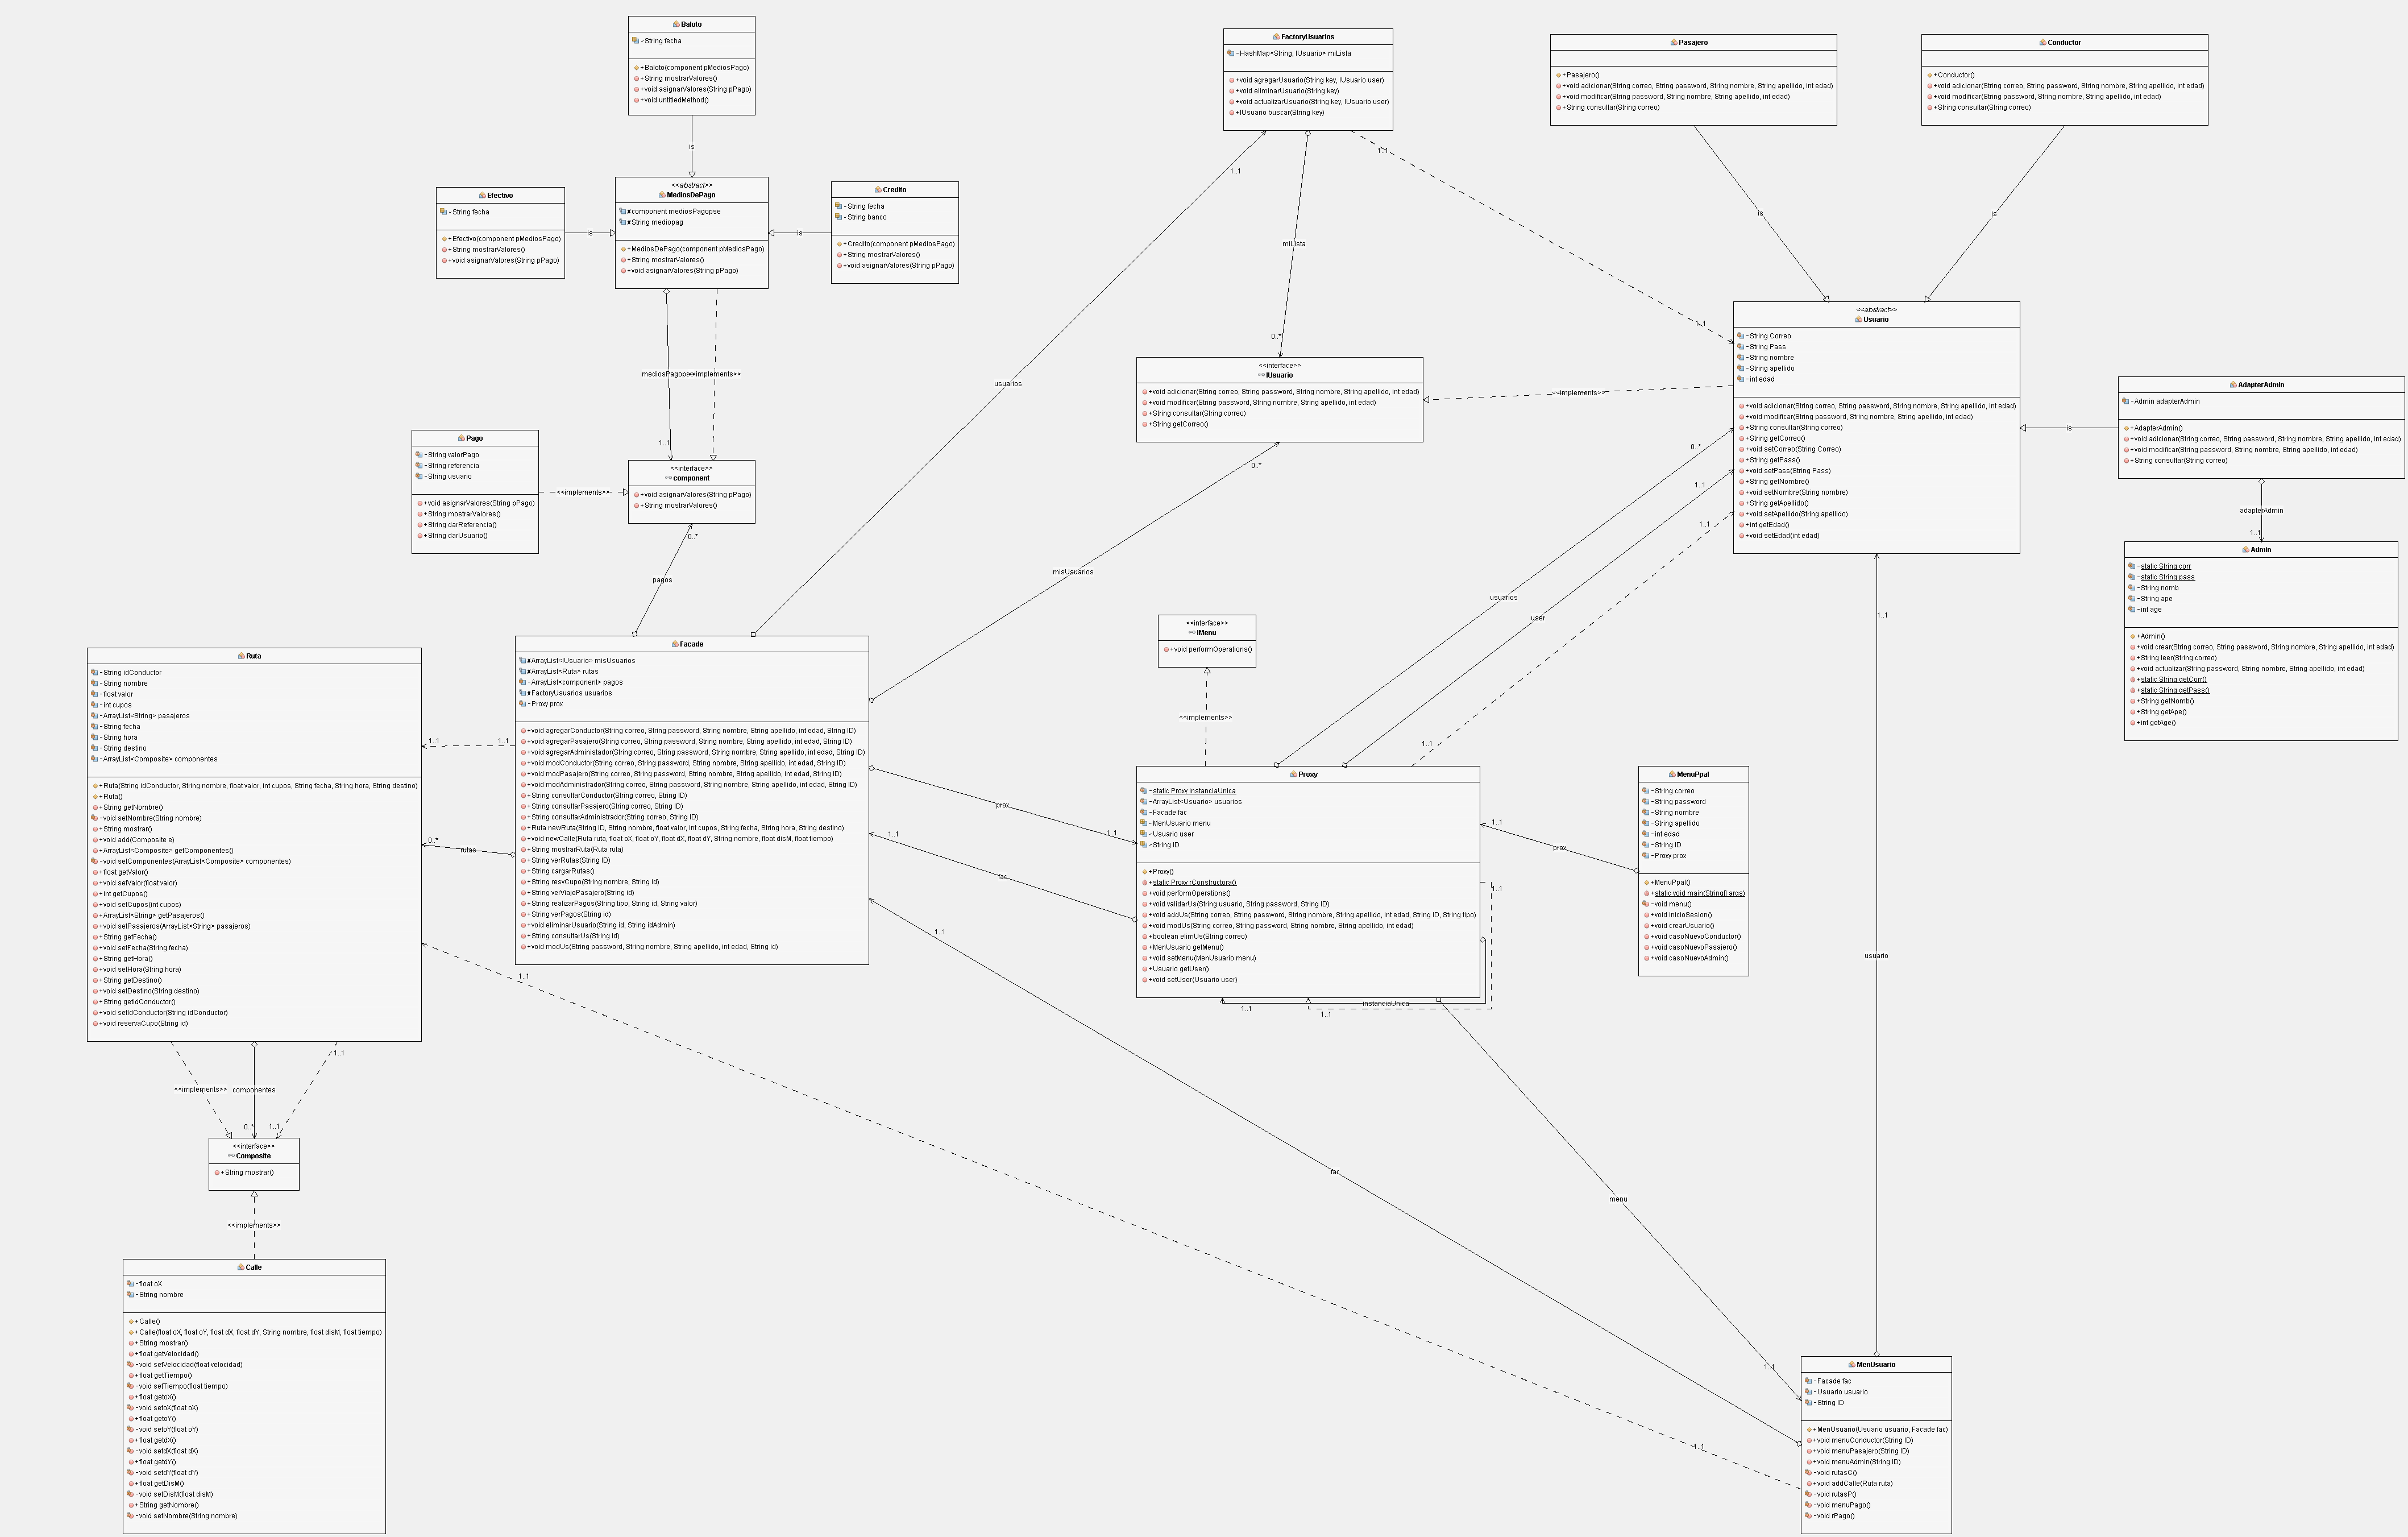 Baloto
-String fecha
+Baloto(component pMediosPago)
+String mostrarValores()
+void asignarValores(String pPago)
+void untitledMethod()
is
Efectivo
-String fecha
+Efectivo(component pMediosPago)
+String mostrarValores()
+void asignarValores(String pPago)
is
<<abstract>>
MediosDePago
#component mediosPagopse
#String mediopag
+MediosDePago(component pMediosPago)
+String mostrarValores()
+void asignarValores(String pPago)
is
Credito
-String fecha
-String banco
+Credito(component pMediosPago)
+String mostrarValores()
+void asignarValores(String pPago)
<<implements>>
1..1
Pago
-String valorPago
-String referencia
-String usuario
+void asignarValores(String pPago)
+String mostrarValores()
+String darReferencia()
+String darUsuario()
<<implements>>
<<interface>>
component
+void asignarValores(String pPago)
+String mostrarValores()
0..*
pagos
FactoryUsuarios
-HashMap<String, IUsuario> miLista
+void agregarUsuario(String key, IUsuario user)
+void eliminarUsuario(String key)
+void actualizarUsuario(String key, IUsuario user)
+IUsuario buscar(String key)
1..1
1..1
miLista
0..*
usuarios
1..1
Pasajero
+Pasajero()
+void adicionar(String correo, String password, String nombre, String apellido, int edad)
+void modificar(String password, String nombre, String apellido, int edad)
+String consultar(String correo)
is
Conductor
+Conductor()
+void adicionar(String correo, String password, String nombre, String apellido, int edad)
+void modificar(String password, String nombre, String apellido, int edad)
+String consultar(String correo)
is
<<interface>>
IUsuario
+void adicionar(String correo, String password, String nombre, String apellido, int edad)
+void modificar(String password, String nombre, String apellido, int edad)
+String consultar(String correo)
+String getCorreo()
<<implements>>
0..*
misUsuarios
<<abstract>>
Usuario
-String Correo
-String Pass
-String nombre
-String apellido
-int edad
+void adicionar(String correo, String password, String nombre, String apellido, int edad)
+void modificar(String password, String nombre, String apellido, int edad)
+String consultar(String correo)
+String getCorreo()
+void setCorreo(String Correo)
+String getPass()
+void setPass(String Pass)
+String getNombre()
+void setNombre(String nombre)
+String getApellido()
+void setApellido(String apellido)
+int getEdad()
+void setEdad(int edad)
is
0..*
1..1
1..1
usuarios
user
1..1
1..1
usuario
AdapterAdmin
-Admin adapterAdmin
+AdapterAdmin()
+void adicionar(String correo, String password, String nombre, String apellido, int edad)
+void modificar(String password, String nombre, String apellido, int edad)
+String consultar(String correo)
adapterAdmin
1..1
Admin
-static String corr
-static String pass
-String nomb
-String ape
-int age
+Admin()
+void crear(String correo, String password, String nombre, String apellido, int edad)
+String leer(String correo)
+void actualizar(String password, String nombre, String apellido, int edad)
+static String getCorr()
+static String getPass()
+String getNomb()
+String getApe()
+int getAge()
<<interface>>
IMenu
+void performOperations()
<<implements>>
Ruta
-String idConductor
-String nombre
-float valor
-int cupos
-ArrayList<String> pasajeros
-String fecha
-String hora
-String destino
-ArrayList<Composite> componentes
+Ruta(String idConductor, String nombre, float valor, int cupos, String fecha, String hora, String destino)
+Ruta()
+String getNombre()
-void setNombre(String nombre)
+String mostrar()
+void add(Composite e)
+ArrayList<Composite> getComponentes()
-void setComponentes(ArrayList<Composite> componentes)
+float getValor()
+void setValor(float valor)
+int getCupos()
+void setCupos(int cupos)
+ArrayList<String> getPasajeros()
+void setPasajeros(ArrayList<String> pasajeros)
+String getFecha()
+void setFecha(String fecha)
+String getHora()
+void setHora(String hora)
+String getDestino()
+void setDestino(String destino)
+String getIdConductor()
+void setIdConductor(String idConductor)
+void reservaCupo(String id)
1..1
1..1
0..*
rutas
Facade
#ArrayList<IUsuario> misUsuarios
#ArrayList<Ruta> rutas
-ArrayList<component> pagos
#FactoryUsuarios usuarios
-Proxy prox
+void agregarConductor(String correo, String password, String nombre, String apellido, int edad, String ID)
+void agregarPasajero(String correo, String password, String nombre, String apellido, int edad, String ID)
+void agregarAdministador(String correo, String password, String nombre, String apellido, int edad, String ID)
+void modConductor(String correo, String password, String nombre, String apellido, int edad, String ID)
+void modPasajero(String correo, String password, String nombre, String apellido, int edad, String ID)
+void modAdministrador(String correo, String password, String nombre, String apellido, int edad, String ID)
+String consultarConductor(String correo, String ID)
+String consultarPasajero(String correo, String ID)
+String consultarAdministrador(String correo, String ID)
+Ruta newRuta(String ID, String nombre, float valor, int cupos, String fecha, String hora, String destino)
+void newCalle(Ruta ruta, float oX, float oY, float dX, float dY, String nombre, float disM, float tiempo)
+String mostrarRuta(Ruta ruta)
+String verRutas(String ID)
+String cargarRutas()
+String resvCupo(String nombre, String id)
+String verViajePasajero(String id)
+String realizarPagos(String tipo, String id, String valor)
+String verPagos(String id)
+void eliminarUsuario(String id, String idAdmin)
+String consultarUs(String id)
+void modUs(String password, String nombre, String apellido, int edad, String id)
prox
1..1
1..1
fac
1..1
1..1
Proxy
-static Proxy instanciaUnica
-ArrayList<Usuario> usuarios
-Facade fac
-MenUsuario menu
-Usuario user
-String ID
+Proxy()
+static Proxy rConstructora()
+void performOperations()
+void validarUs(String usuario, String password, String ID)
+void addUs(String correo, String password, String nombre, String apellido, int edad, String ID, String tipo)
+void modUs(String correo, String password, String nombre, String apellido, int edad)
+boolean elimUs(String correo)
+MenUsuario getMenu()
+void setMenu(MenUsuario menu)
+Usuario getUser()
+void setUser(Usuario user)
1..1
instanciaUnica
1..1
1..1
1..1
prox
MenuPpal
-String correo
-String password
-String nombre
-String apellido
-int edad
-String ID
-Proxy prox
+MenuPpal()
+static void main(String[] args)
-void menu()
+void inicioSesion()
+void crearUsuario()
+void casoNuevoConductor()
+void casoNuevoPasajero()
+void casoNuevoAdmin()
<<implements>>
componentes
1..1
0..*
1..1
<<interface>>
Composite
+String mostrar()
<<implements>>
Calle
-float oX
-String nombre
+Calle()
+Calle(float oX, float oY, float dX, float dY, String nombre, float disM, float tiempo)
+String mostrar()
+float getVelocidad()
-void setVelocidad(float velocidad)
+float getTiempo()
-void setTiempo(float tiempo)
+float getoX()
-void setoX(float oX)
+float getoY()
-void setoY(float oY)
+float getdX()
-void setdX(float dX)
+float getdY()
-void setdY(float dY)
+float getDisM()
-void setDisM(float disM)
+String getNombre()
-void setNombre(String nombre)
fac
menu
1..1
1..1
MenUsuario
-Facade fac
-Usuario usuario
-String ID
+MenUsuario(Usuario usuario, Facade fac)
+void menuConductor(String ID)
+void menuPasajero(String ID)
+void menuAdmin(String ID)
-void rutasC()
+void addCalle(Ruta ruta)
-void rutasP()
-void menuPago()
-void rPago()